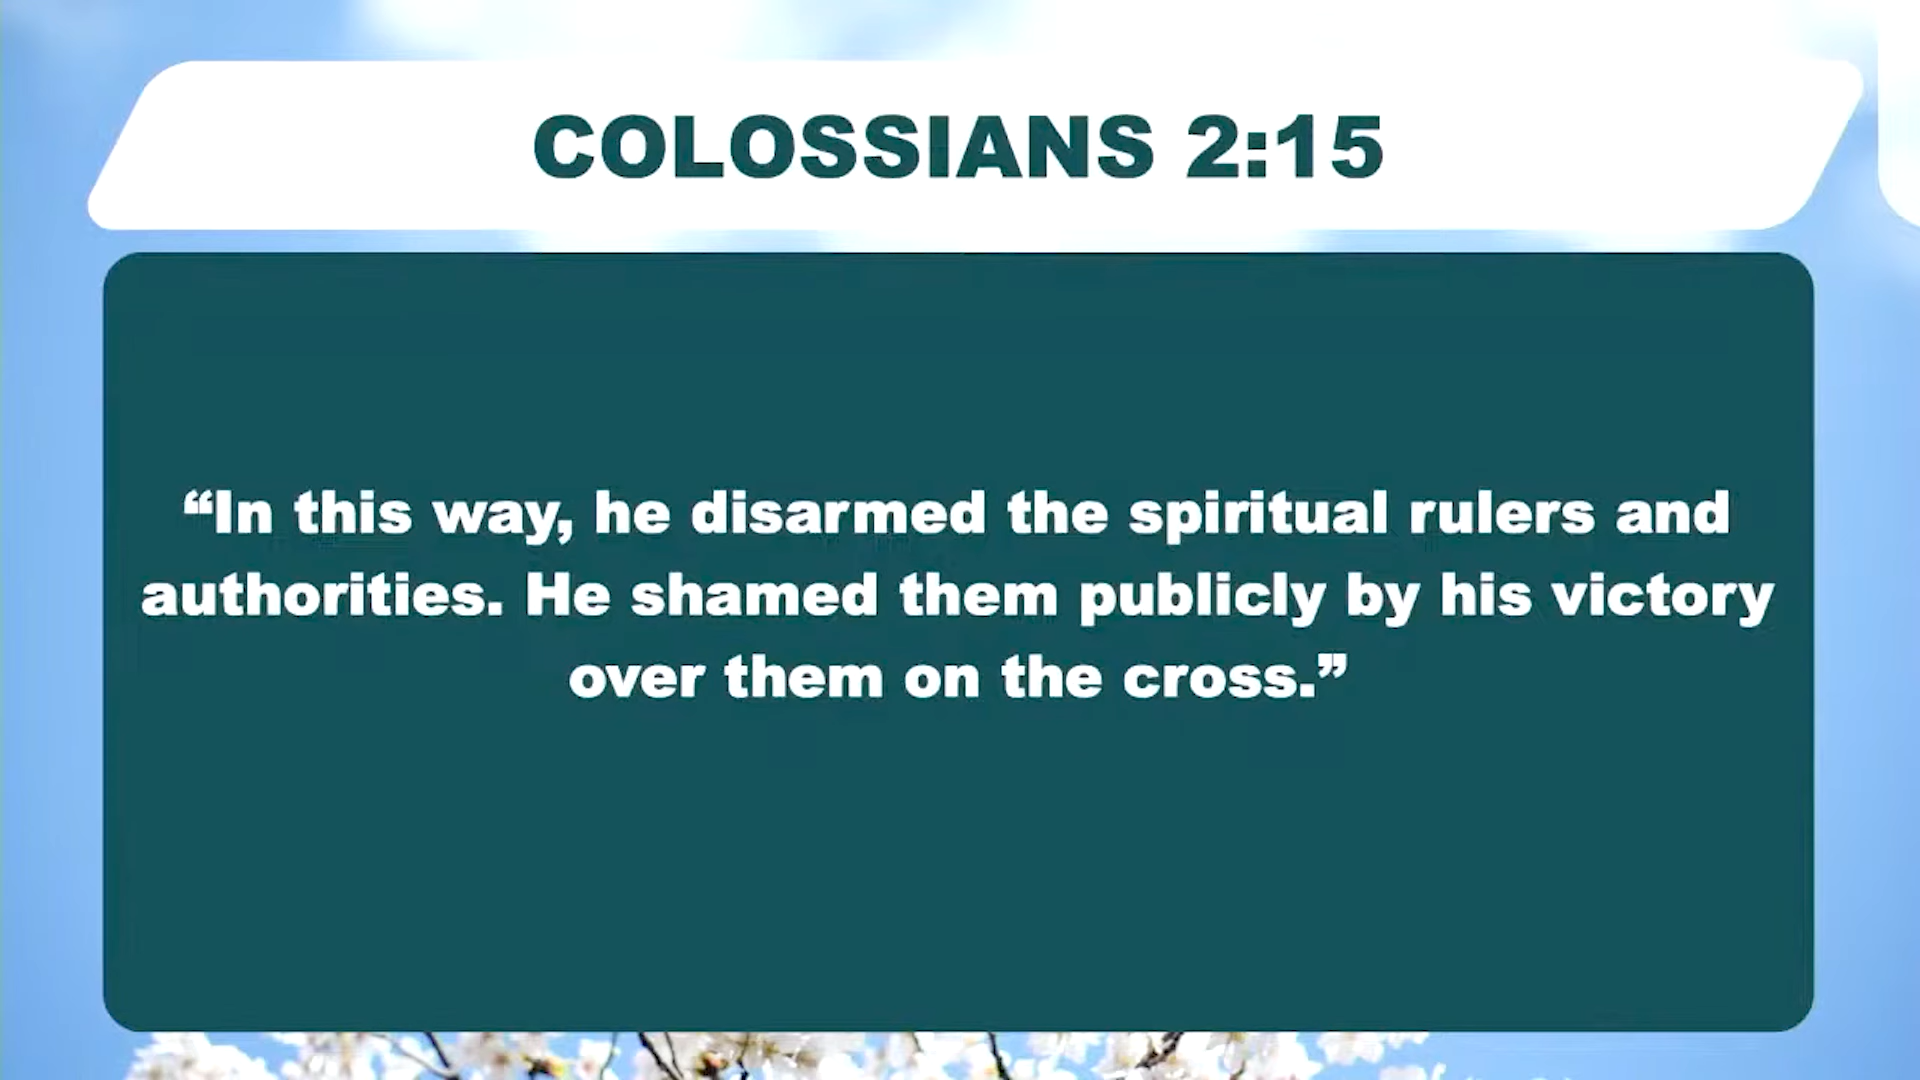 COLOSSIANS 2:15
“In this way, he disarmed the spiritual rulers and
authorities. He shamed them publicly by his victory
over them on the cross.”